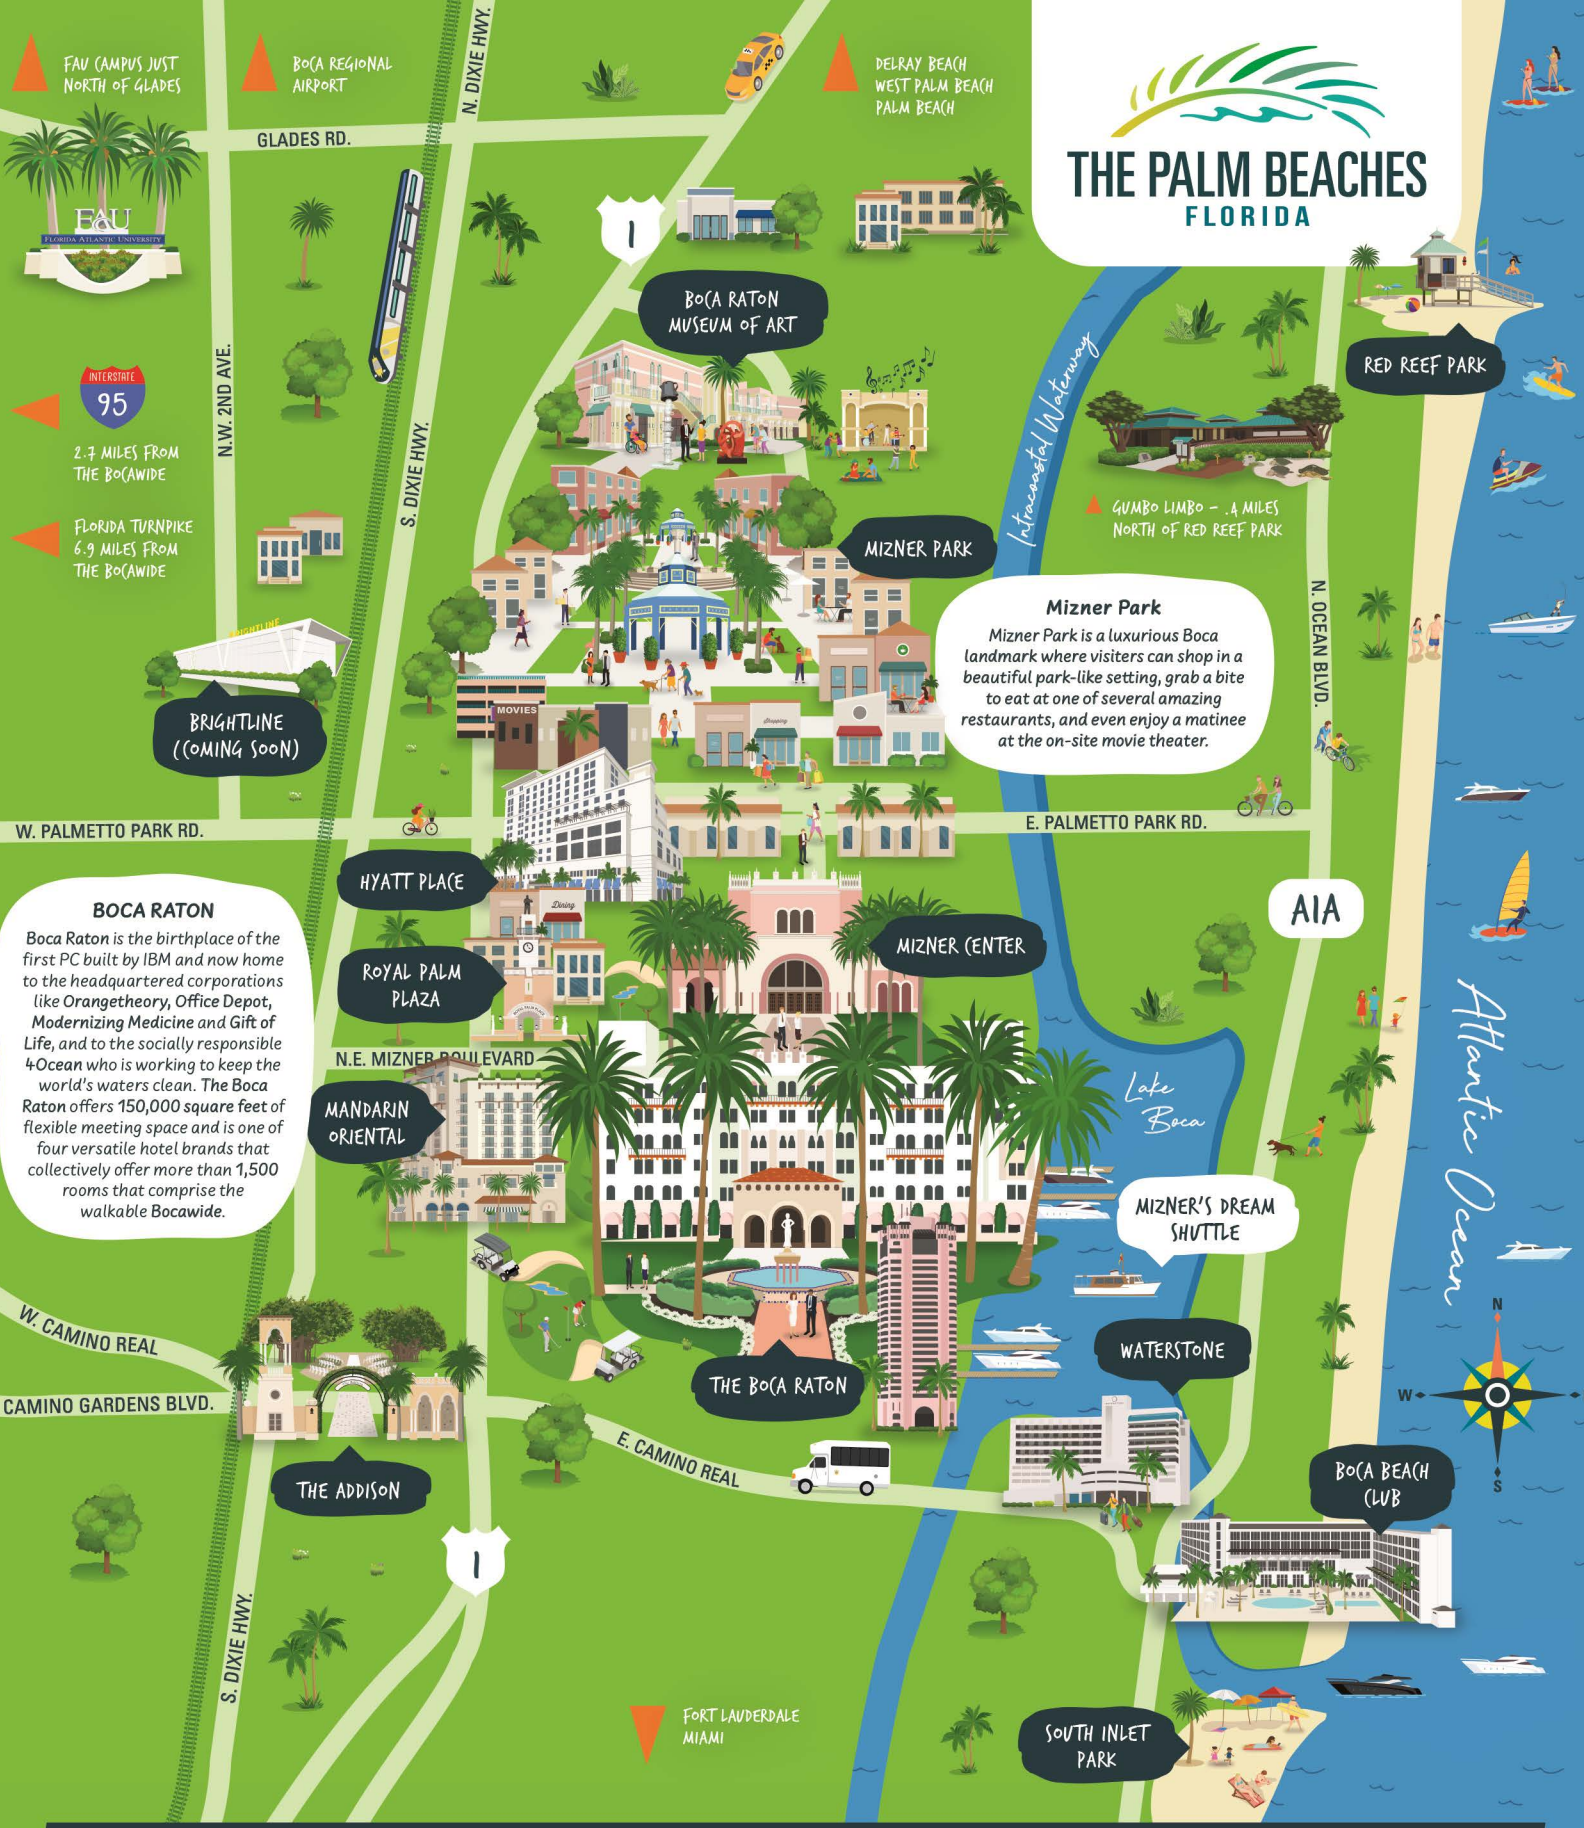 FAU CAMPUS JUST
NORTH OF GLADES
BOCA REGIONAL
AIRPORT
N. DIXIE HWY.
DELRAY BEACH
WEST PALM BEACH
PALM BEACH
THE PALM BEACHES
FLORIDA
GLADES RD.
FAU
FLORIDA ATLANTIC UNIVERSITY
1
BOCA RATON
MUSEUM OF ART
RED REEF PARK
INTERSTATE
95
2.7 MILES FROM
THE BOCAWIDE
N.W. 2ND AVE.
S. DIXIE HWY.
Intracoastal Waterway
GUMBO LIMBO - .4 MILES
NORTH OF RED REEF PARK
FLORIDA TURNPIKE
6.9 MILES FROM
THE BOCAWIDE
MIZNER PARK
Mizner Park
Mizner Park is a luxurious Boca
landmark where visiters can shop in a
beautiful park-like setting, grab a bite
to eat at one of several amazing
restaurants, and even enjoy a matinee
at the on-site movie theater.
N. OCEAN BLVD.
BRIGHTLINE
BRIGHTLINE
(COMING SOON)
MOVIES
Shopping
W. PALMETTO PARK RD.
E. PALMETTO PARK RD.
HYATT PLACE
Dining
A1A
BOCA RATON
Boca Raton is the birthplace of the
first PC built by IBM and now home
to the headquartered corporations
like Orangetheory, Office Depot,
Modernizing Medicine and Gift of
Life, and to the socially responsible
4Ocean who is working to keep the
world's waters clean. The Boca
Raton offers 150,000 square feet of
flexible meeting space and is one of
four versatile hotel brands that
collectively offer more than 1,500
rooms that comprise the
walkable Bocawide.
MIZNER CENTER
ROYAL PALM
PLAZA
ROYAL PALM PLACE
N.E. MIZNER BOULEVARD
MANDARIN
ORIENTAL
Lake
Boca
Atlantic Ocean
MIZNER'S DREAM
SHUTTLE
WATERSTONE
N
W
S
W. CAMINO REAL
CAMINO GARDENS BLVD.
THE BOCA RATON
E. CAMINO REAL
THE ADDISON
BOCA BEACH
CLUB
1
S. DIXIE HWY.
FORT LAUDERDALE
MIAMI
SOUTH INLET
PARK